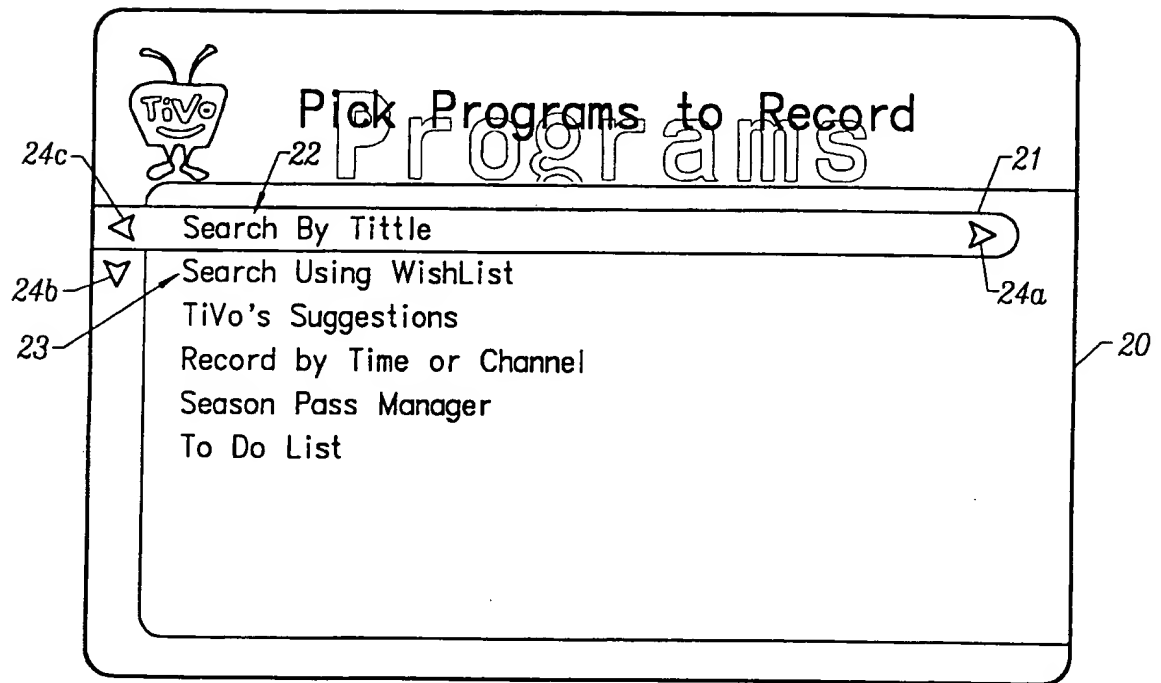 TiVo
Pick Programs to Record
Programs
24c
22
21
Search By Tittle
24b
Search Using WishList
24a
23
TiVo's Suggestions
20
Record by Time or Channel
Season Pass Manager
To Do List